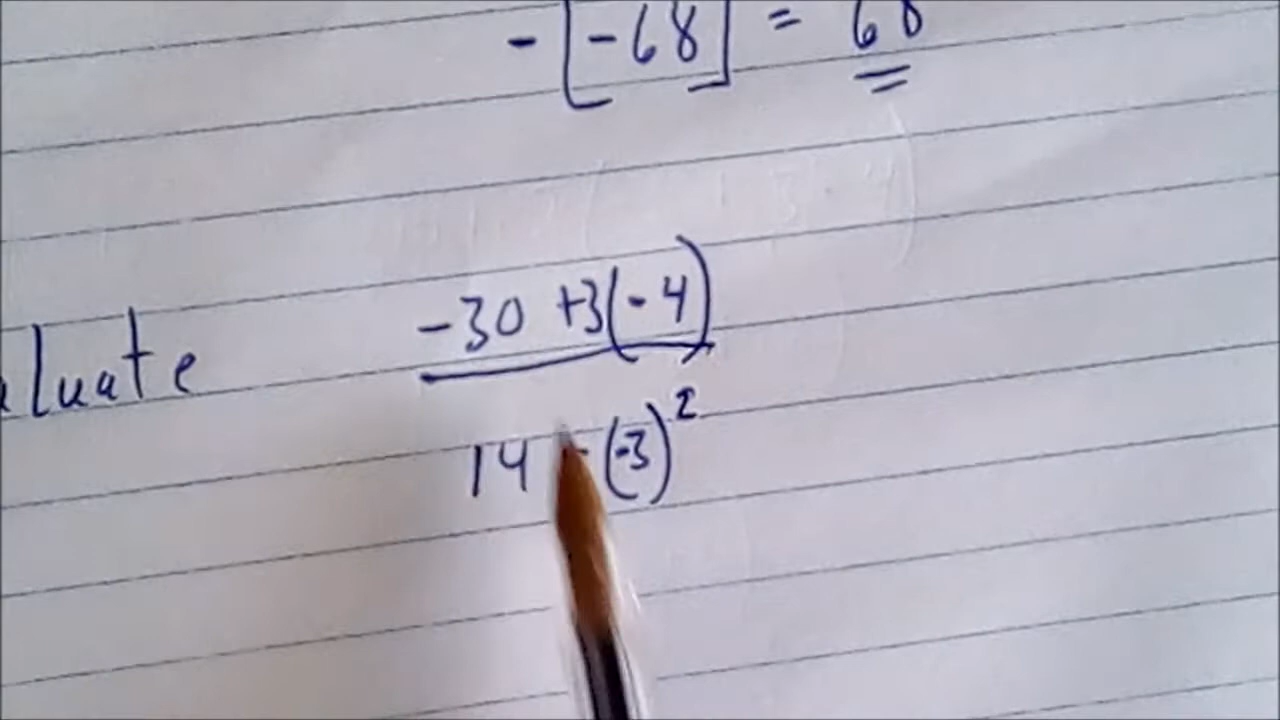 -[-68] = 68
-30 +3(-4)
aluate
14 - (-3)²